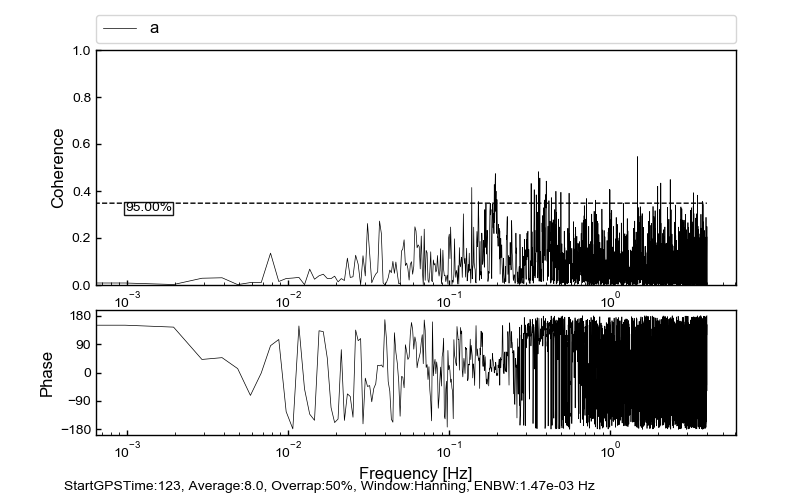 a
1.0
0.8
0.6
0.4
0.2
0.0
Coherence
95.00%
10⁻³ 10⁻² 10⁻¹ 10⁰
180
90
0
−90
−180
Phase
10⁻³ 10⁻² 10⁻¹ 10⁰
Frequency [Hz]
StartGPSTime:123, Average:8.0, Overrap:50%, Window:Hanning, ENBW:1.47e-03 Hz